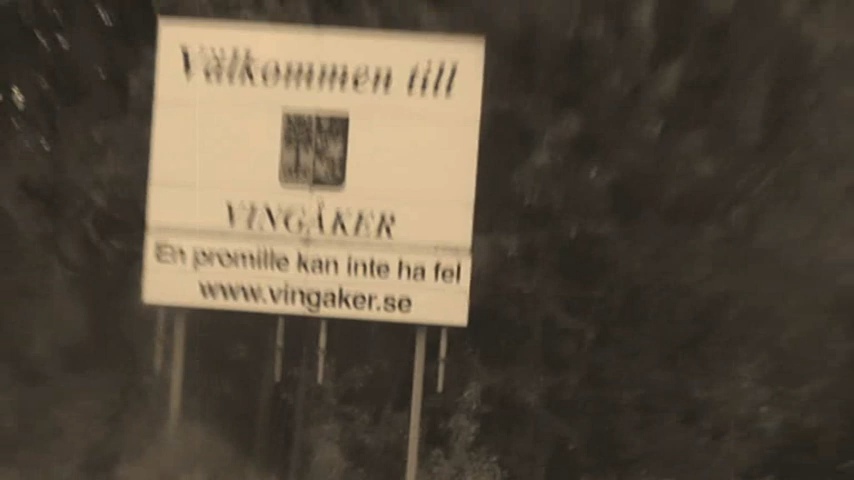 Välkommen till
VINGÅKER
En promille kan inte ha fel
www.vingaker.se